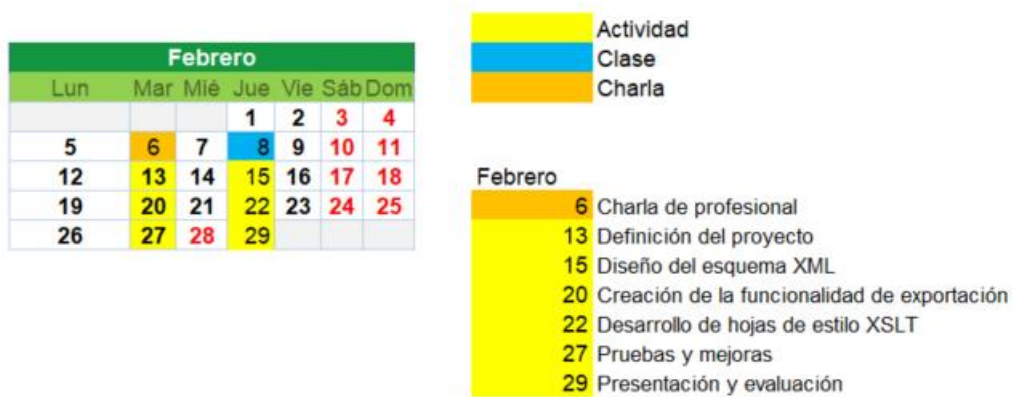 Febrero
Lun Mar Mié Jue Vie Sáb Dom
1 2 3 4
5 6 7 8 9 10 11
12 13 14 15 16 17 18
19 20 21 22 23 24 25
26 27 28 29
Actividad
Clase
Charla
Febrero
6 Charla de profesional
13 Definición del proyecto
15 Diseño del esquema XML
20 Creación de la funcionalidad de exportación
22 Desarrollo de hojas de estilo XSLT
27 Pruebas y mejoras
29 Presentación y evaluación